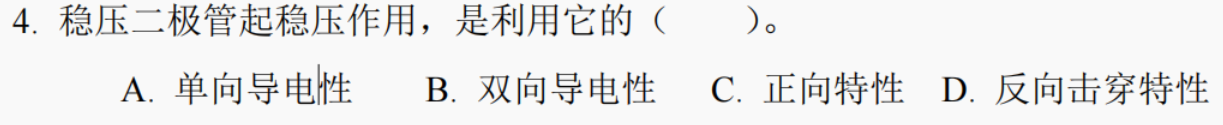 4. 稳压二极管起稳压作用，是利用它的（　　）。
A. 单向导电性　　B. 双向导电性　　C. 正向特性　D. 反向击穿特性